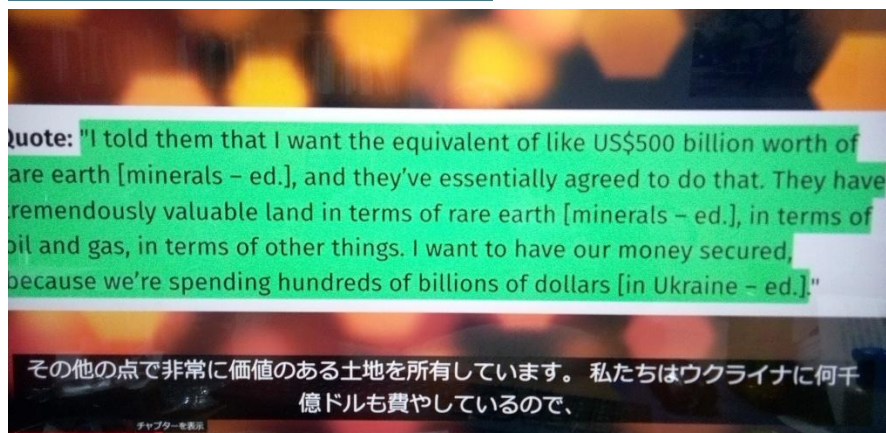 Quote: "I told them that I want the equivalent of like US$500 billion worth of
are earth [minerals – ed.], and they've essentially agreed to do that. They have
remendously valuable land in terms of rare earth [minerals – ed.], in terms of
oil and gas, in terms of other things. I want to have our money secured,
because we're spending hundreds of billions of dollars [in Ukraine – ed.]."
その他の点で非常に価値のある土地を所有しています。 私たちはウクライナに何千
億ドルも費やしているので、
チャプターを表示